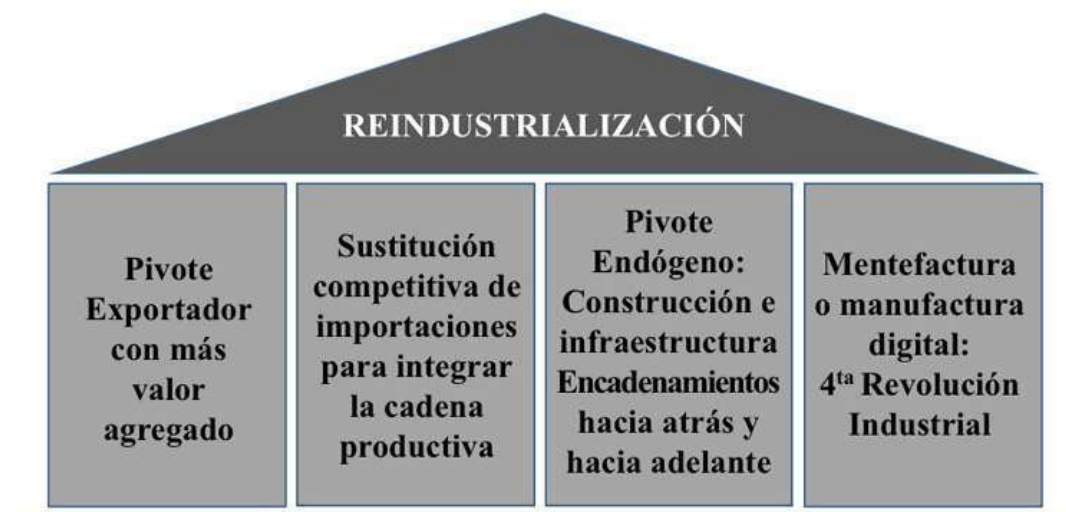 REINDUSTRIALIZACIÓN
Pivote
Exportador
con más
valor
agregado
Sustitución
competitiva de
importaciones
para integrar
la cadena
productiva
Pivote
Endógeno:
Construcción e
infraestructura
Encadenamientos
hacia atrás y
hacia adelante
Mentefactura
o manufactura
digital:
4ta Revolución
Industrial